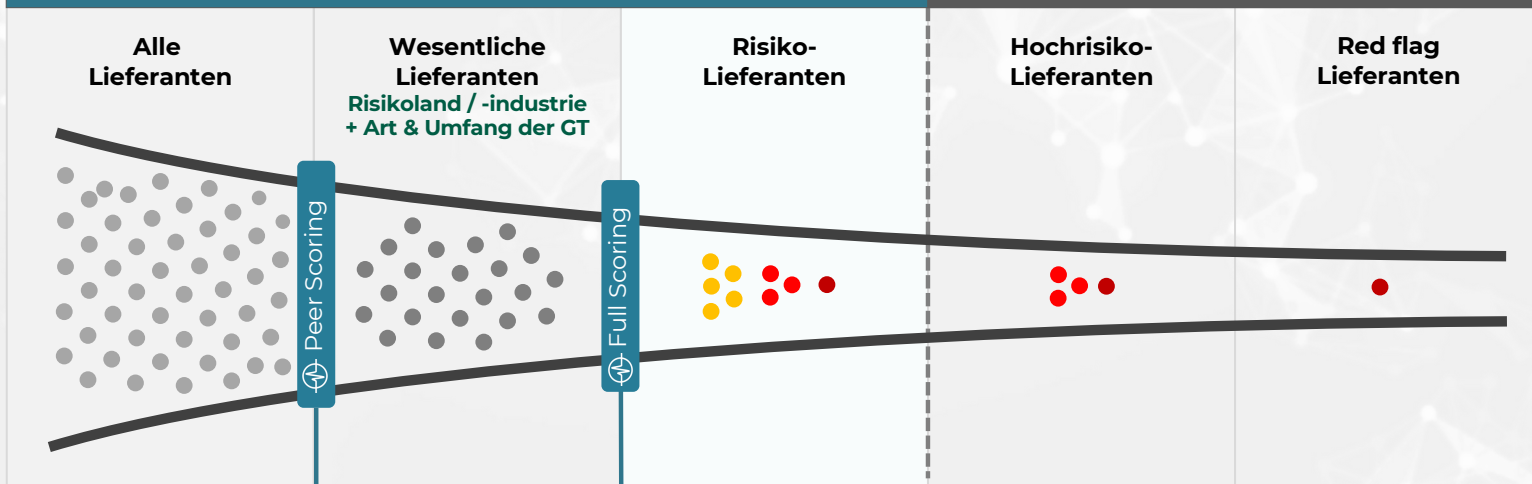 Alle
Lieferanten
Wesentliche
Lieferanten
Risikoland / -industrie
+ Art & Umfang der GT
Risiko-
Lieferanten
Hochrisiko-
Lieferanten
Red flag
Lieferanten
Peer Scoring
Full Scoring